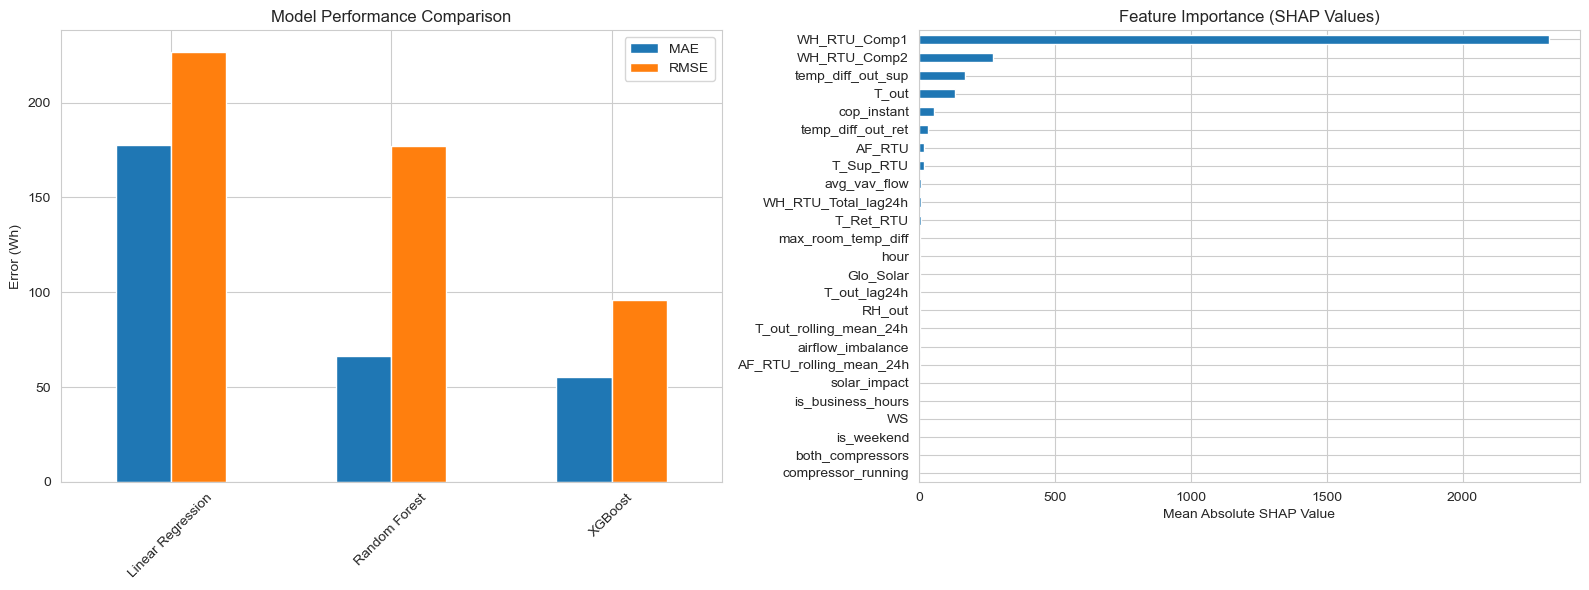 Model Performance Comparison
MAE
RMSE
Error (Wh)
200
150
100
50
0
Linear Regression
Random Forest
XGBoost
Feature Importance (SHAP Values)
WH_RTU_Comp1
WH_RTU_Comp2
temp_diff_out_sup
T_out
cop_instant
temp_diff_out_ret
AF_RTU
T_Sup_RTU
avg_vav_flow
WH_RTU_Total_lag24h
T_Ret_RTU
max_room_temp_diff
hour
Glo_Solar
T_out_lag24h
RH_out
T_out_rolling_mean_24h
airflow_imbalance
AF_RTU_rolling_mean_24h
solar_impact
is_business_hours
WS
is_weekend
both_compressors
compressor_running
0 500 1000 1500 2000
Mean Absolute SHAP Value